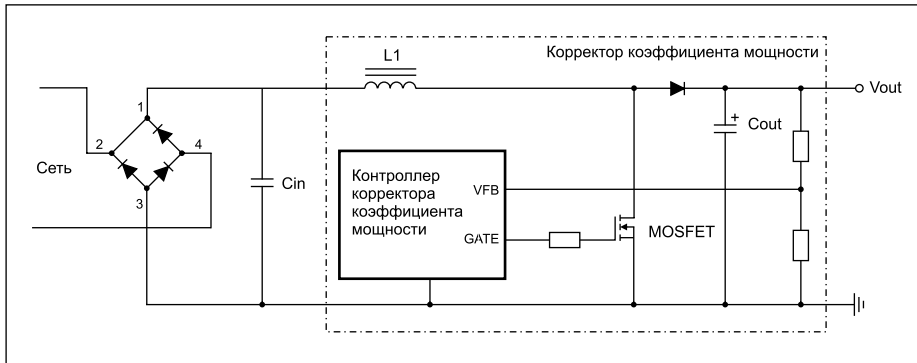 Корректор коэффициента мощности
L1
Vout
1
2
4
3
Сеть
Cin
+
Cout
Контроллер
корректора
коэффициента
мощности
VFB
GATE
MOSFET